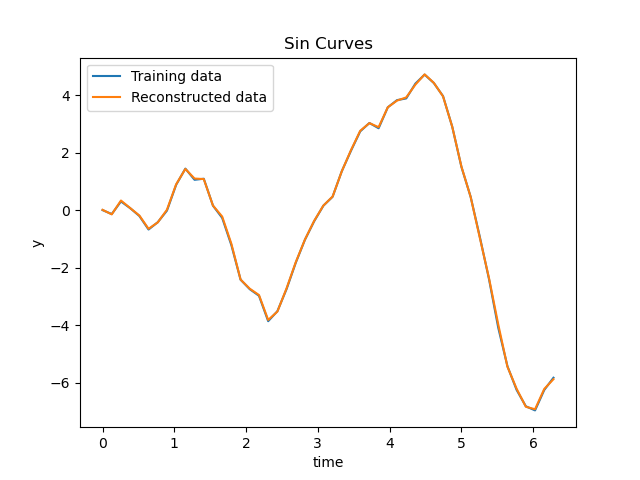 Sin Curves
Training data
Reconstructed data
4
2
0
−2
−4
−6
y
0 1 2 3 4 5 6
time